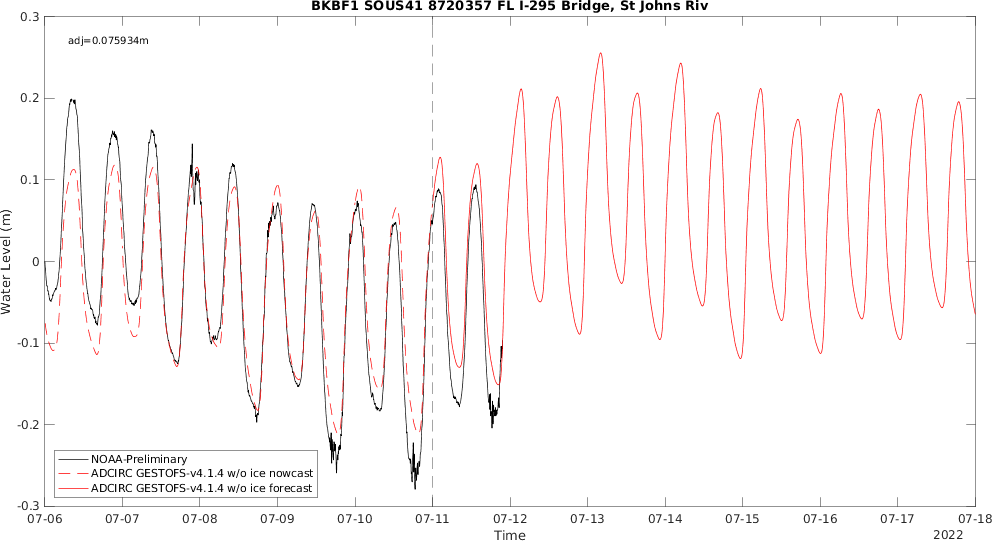 BKBF1 SOUS41 8720357 FL I-295 Bridge, St Johns Riv
adj=0.075934m
0.3
0.2
0.1
0
-0.1
-0.2
-0.3
Water Level (m)
NOAA-Preliminary
ADCIRC GESTOFS-v4.1.4 w/o ice nowcast
ADCIRC GESTOFS-v4.1.4 w/o ice forecast
07-06 07-07 07-08 07-09 07-10 07-11 07-12 07-13 07-14 07-15 07-16 07-17 07-18
Time
2022